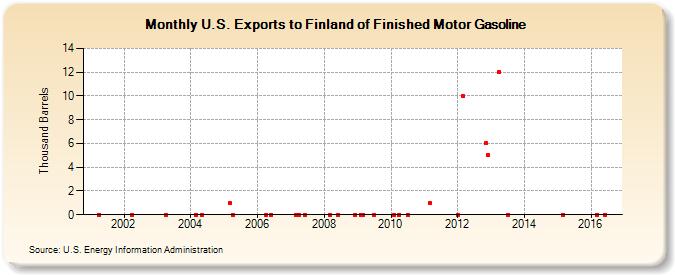 Monthly U.S. Exports to Finland of Finished Motor Gasoline
Thousand Barrels
14
12
10
8
6
4
2
0
2002 2004 2006 2008 2010 2012 2014 2016
Source: U.S. Energy Information Administration